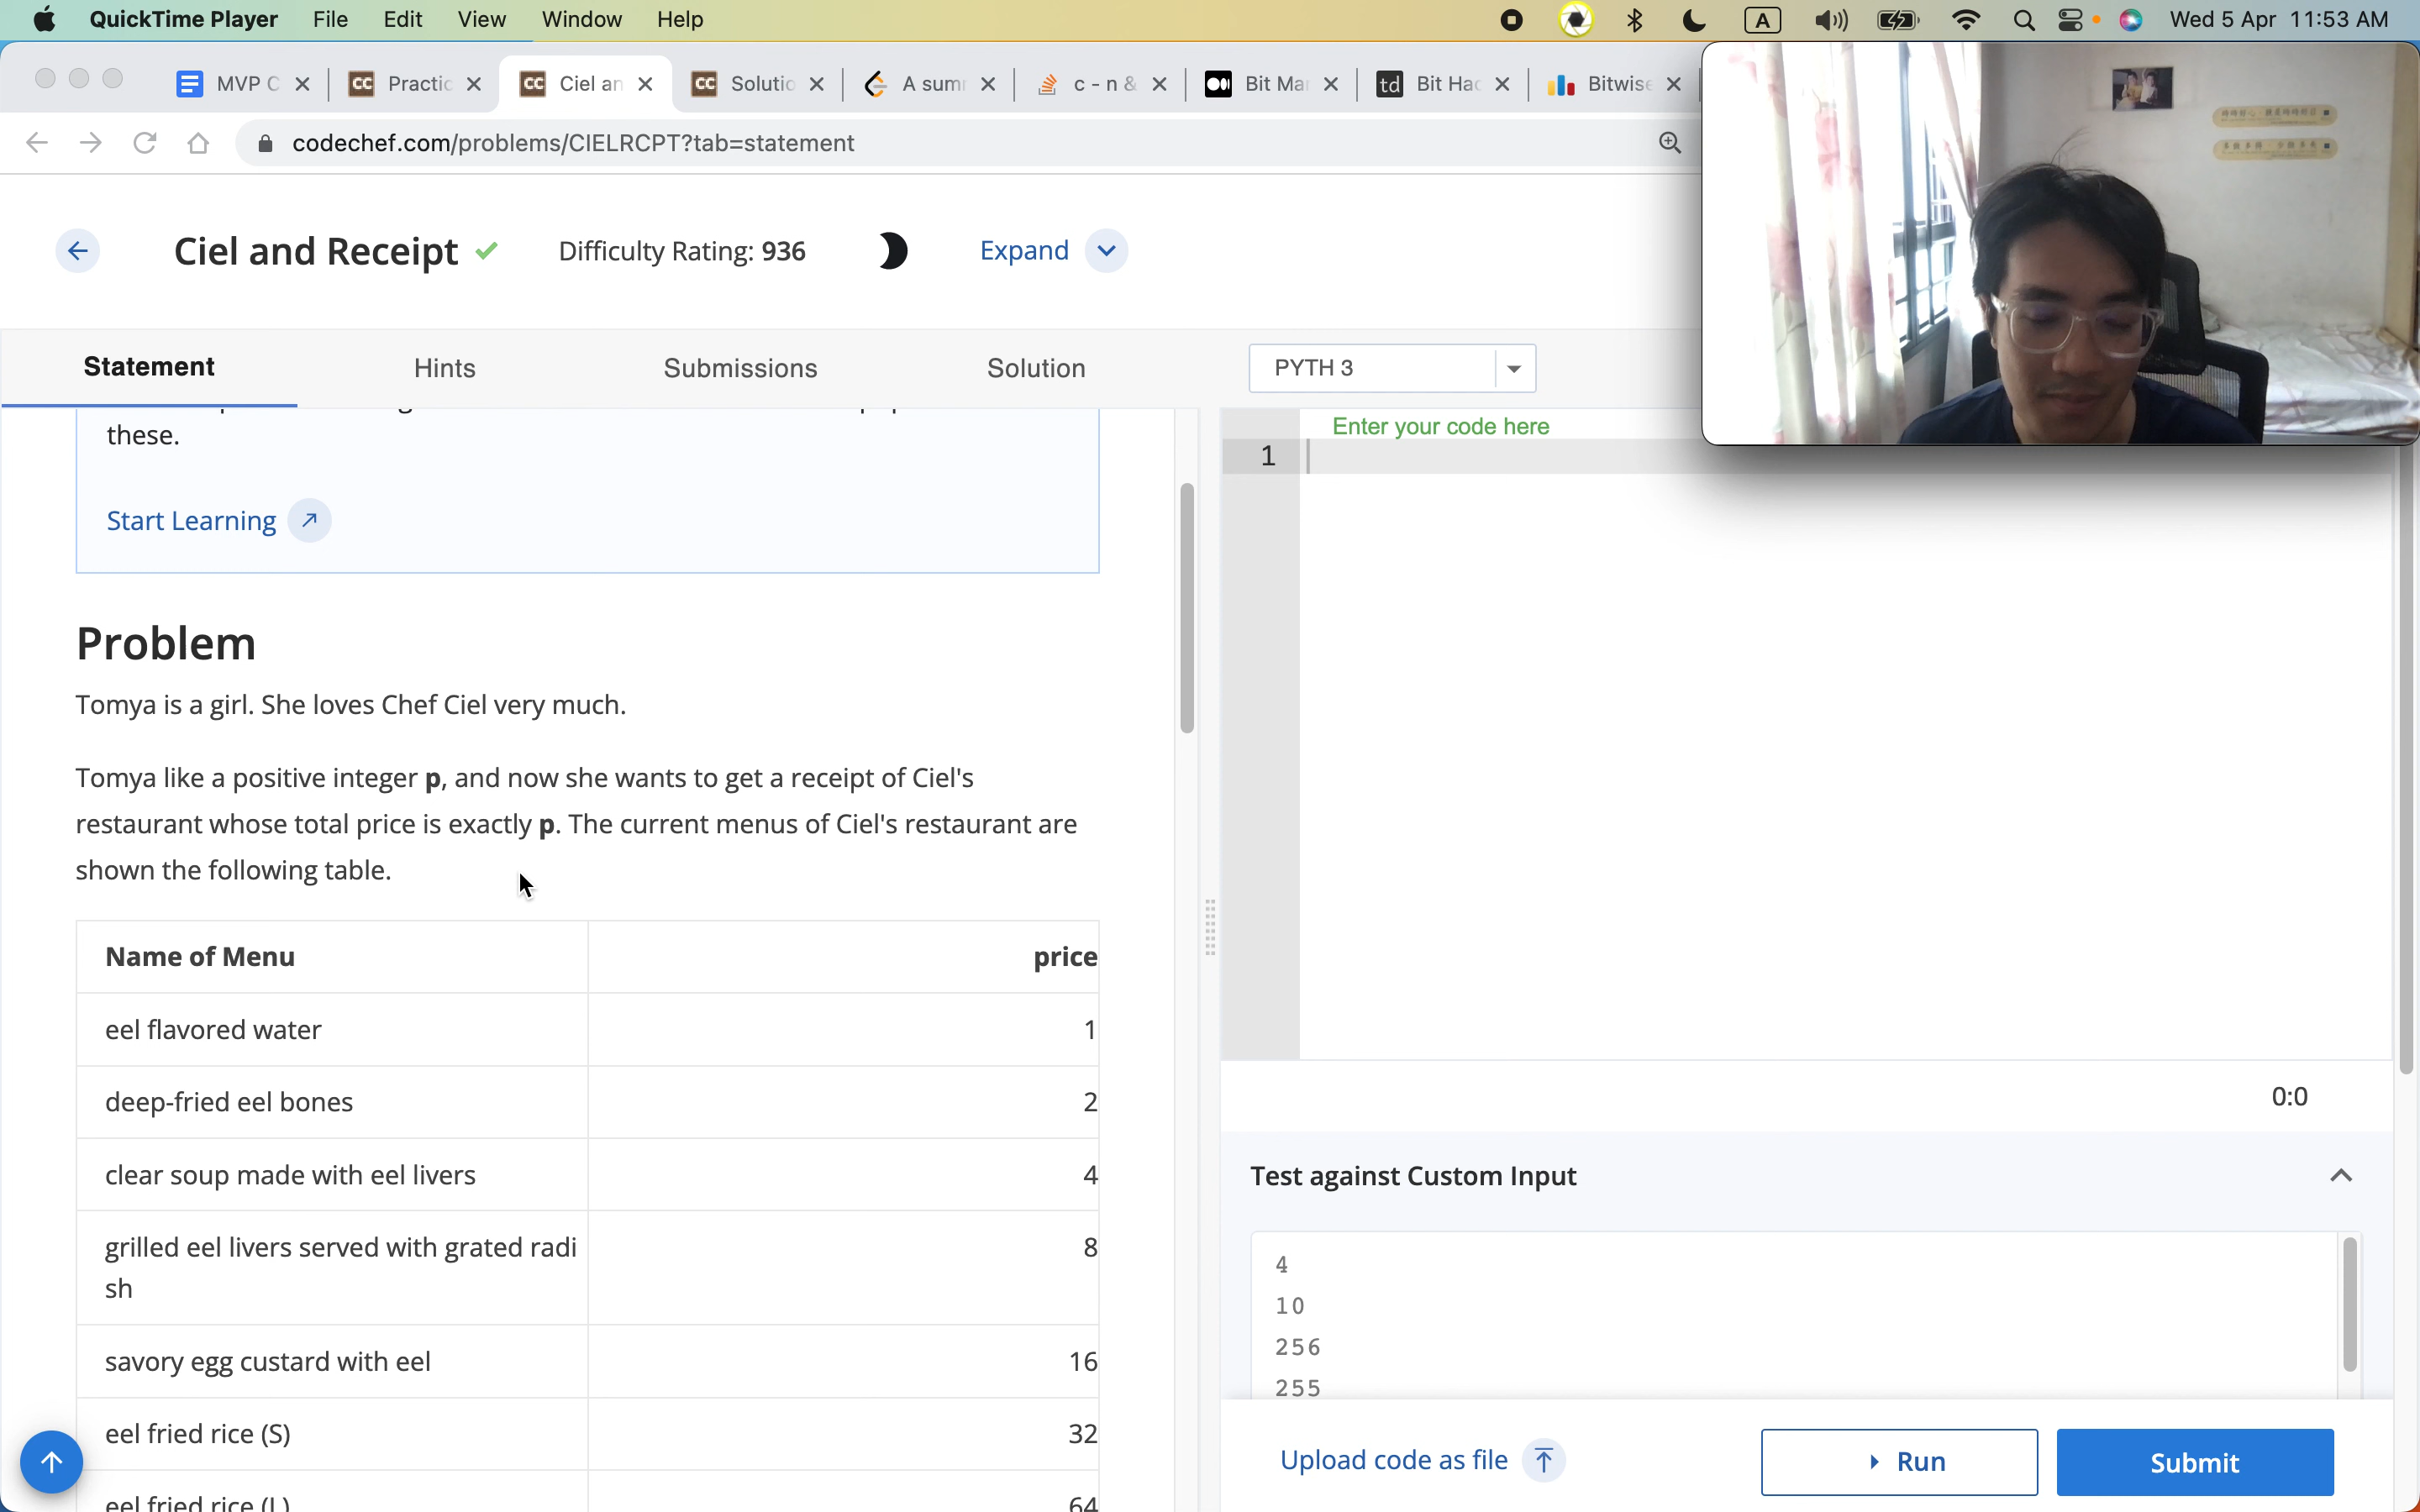 QuickTime Player File Edit View Window Help A Wed 5 Apr 11:53 AM
MVP C Practic Ciel an Solutio A sum c - n & Bit Ma td Bit Hac Bitwise
codechef.com/problems/CIELRCPT?tab=statement
Ciel and Receipt Difficulty Rating: 936 Expand
Statement Hints Submissions Solution PYTH 3
these.
Start Learning
Problem
Tomya is a girl. She loves Chef Ciel very much.
Tomya like a positive integer p, and now she wants to get a receipt of Ciel's
restaurant whose total price is exactly p. The current menus of Ciel's restaurant are
shown the following table.
Name of Menu price
eel flavored water 1
deep-fried eel bones 2
clear soup made with eel livers 4
grilled eel livers served with grated radi 8
sh
savory egg custard with eel 16
eel fried rice (S) 32
eel fried rice (L) 64
Enter your code here
1
0:0
Test against Custom Input
4
10
256
255
Upload code as file Run Submit